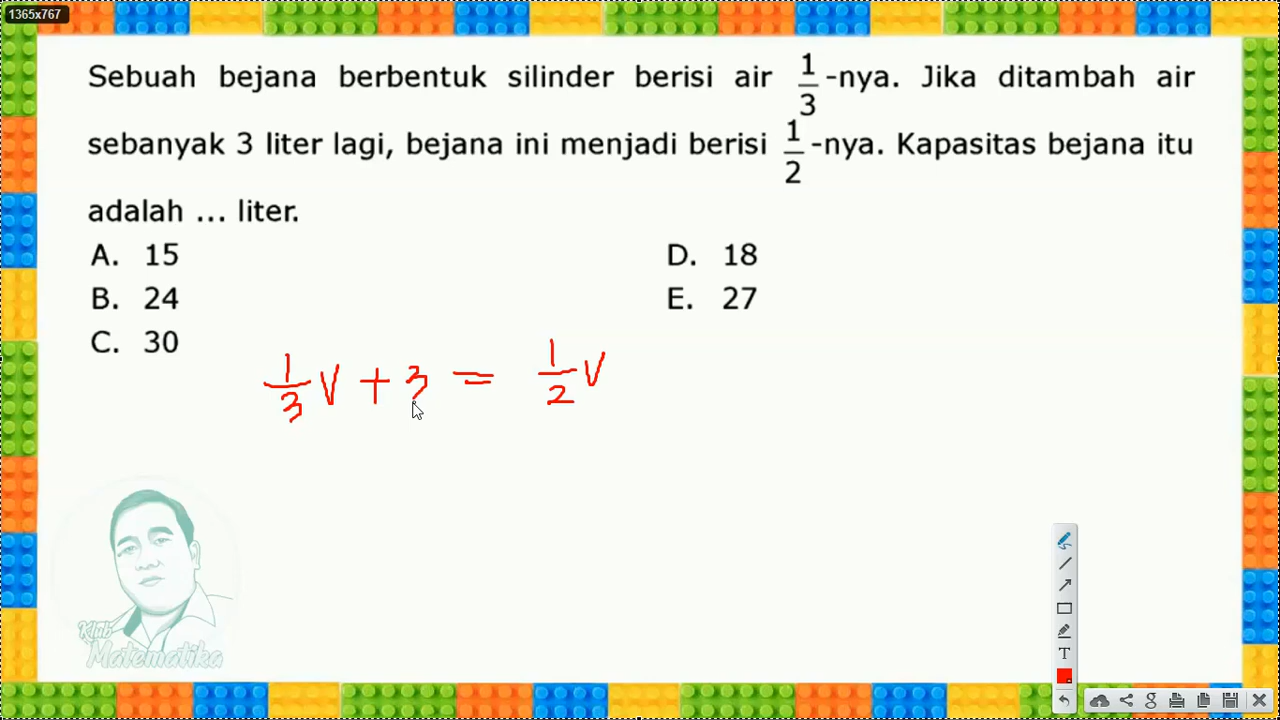 1365x767
Sebuah bejana berbentuk silinder berisi air 1/3-nya. Jika ditambah air
sebanyak 3 liter lagi, bejana ini menjadi berisi 1/2-nya. Kapasitas bejana itu
adalah ... liter.
A. 15
B. 24
C. 30
D. 18
E. 27
1/3 V + 3 = 1/2 V
Klub
Matematika
T
g